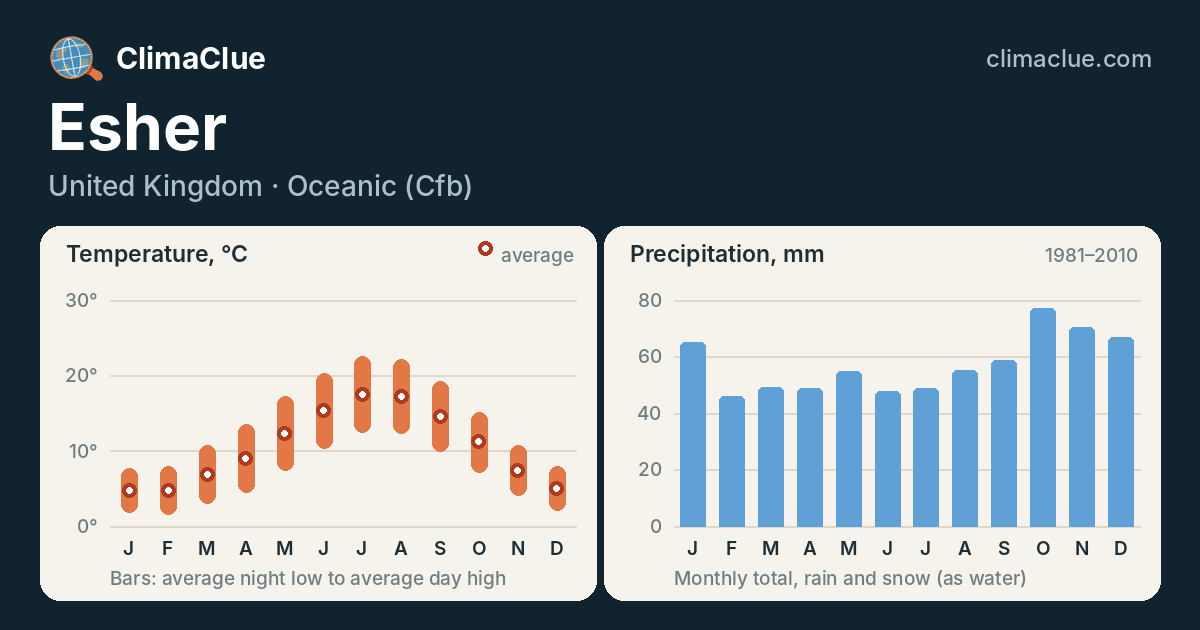 ClimaClue
climaclue.com
Esher
United Kingdom · Oceanic (Cfb)
Temperature, °C
average
30°
20°
10°
0°
J F M A M J J A S O N D
Bars: average night low to average day high
Precipitation, mm
1981–2010
80
60
40
20
0
J F M A M J J A S O N D
Monthly total, rain and snow (as water)